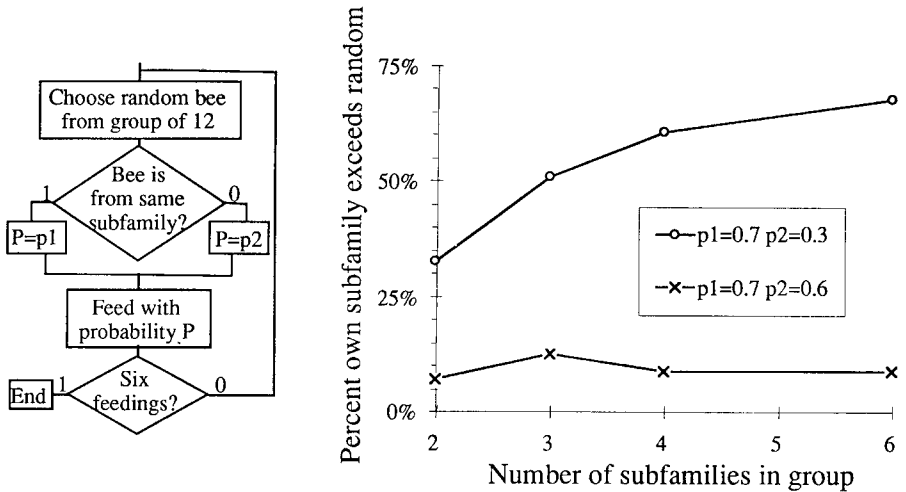 Choose random bee
from group of 12
Bee is
from same
subfamily?
1
0
P=p1
P=p2
Feed with
probability P
Six
feedings?
1
0
End
Percent own subfamily exceeds random
75%
50%
25%
0%
p1=0.7 p2=0.3
p1=0.7 p2=0.6
2
3
4
5
6
Number of subfamilies in group